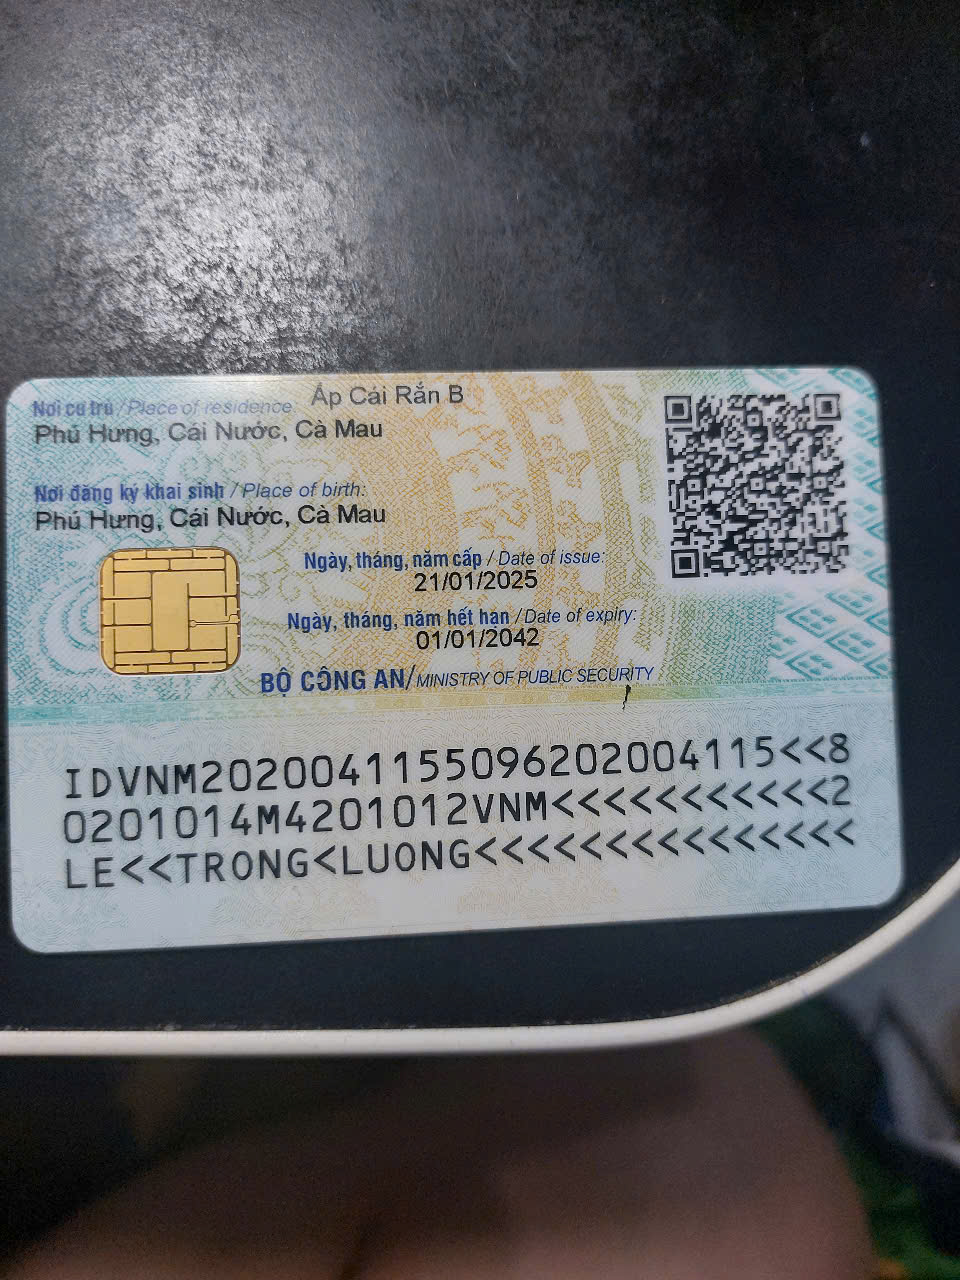 Nơi cư trú / Place of residence: Ấp Cái Rắn B
Phú Hưng, Cái Nước, Cà Mau
Nơi đăng ký khai sinh / Place of birth:
Phú Hưng, Cái Nước, Cà Mau
Ngày, tháng, năm cấp / Date of issue:
21/01/2025
Ngày, tháng, năm hết hạn / Date of expiry:
01/01/2042
BỘ CÔNG AN/MINISTRY OF PUBLIC SECURITY
IDVNM2020041155096202004115<<8
0201014M4201012VNM<<<<<<<<<<<2
LE<<TRONG<LUONG<<<<<<<<<<<<<<<